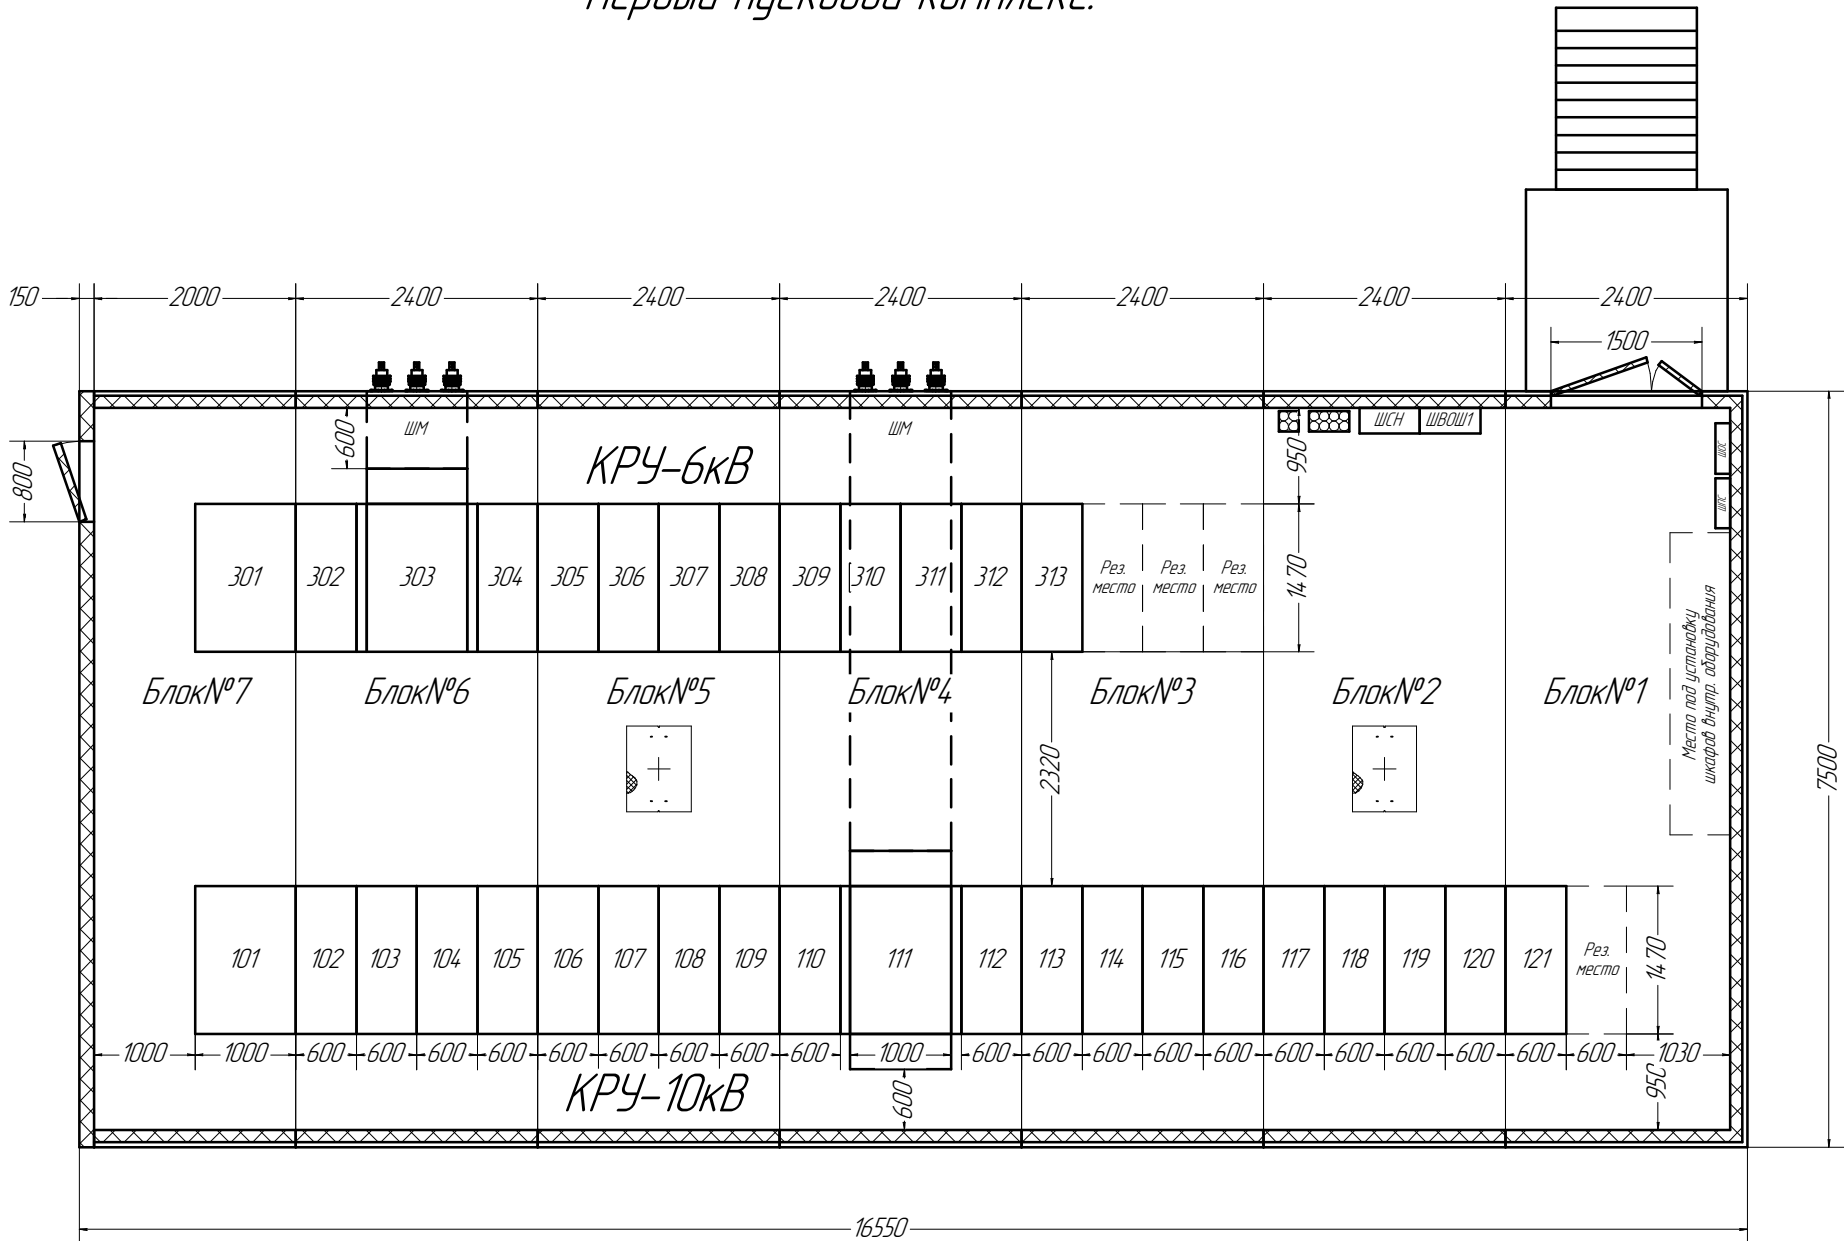 Первый пусковой комплекс.
150 2000 2400 2400 2400 2400 2400 2400
1500
ШМ ШМ ШСН ШВОШ1
600 КРУ-6кВ 950
800
ШПС
301 302 303 304 305 306 307 308 309 310 311 312 313
Рез. Рез. Рез.
место место место
1470
Место под установку
шкафов внутр. оборудования
Блок№7 Блок№6 Блок№5 Блок№4 Блок№3 Блок№2 Блок№1
2320
7500
101 102 103 104 105 106 107 108 109 110 111 112 113 114 115 116 117 118 119 120 121
Рез.
место
1470
1000 1000 600 600 600 600 600 600 600 600 600 1000 600 600 600 600 600 600 600 600 600 600 600 1030
КРУ-10кВ 600 950
16550